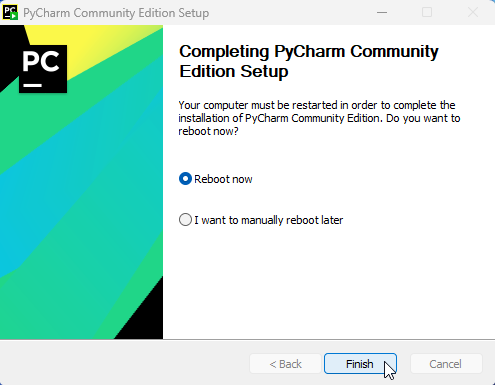 PC PyCharm Community Edition Setup
PC
Completing PyCharm Community
Edition Setup
Your computer must be restarted in order to complete the
installation of PyCharm Community Edition. Do you want to
reboot now?
Reboot now
I want to manually reboot later
< Back Finish Cancel